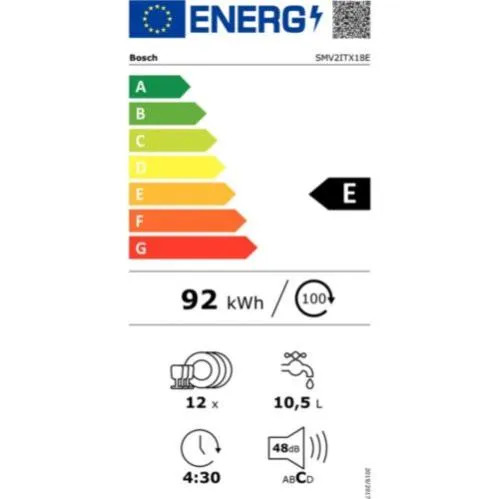 ENERG
Bosch SMV2ITX18E
A
B
C
D
E
E
F
G
92 kWh / 100
12 x 10,5 L
48dB
4:30 ABCD
2019/2017